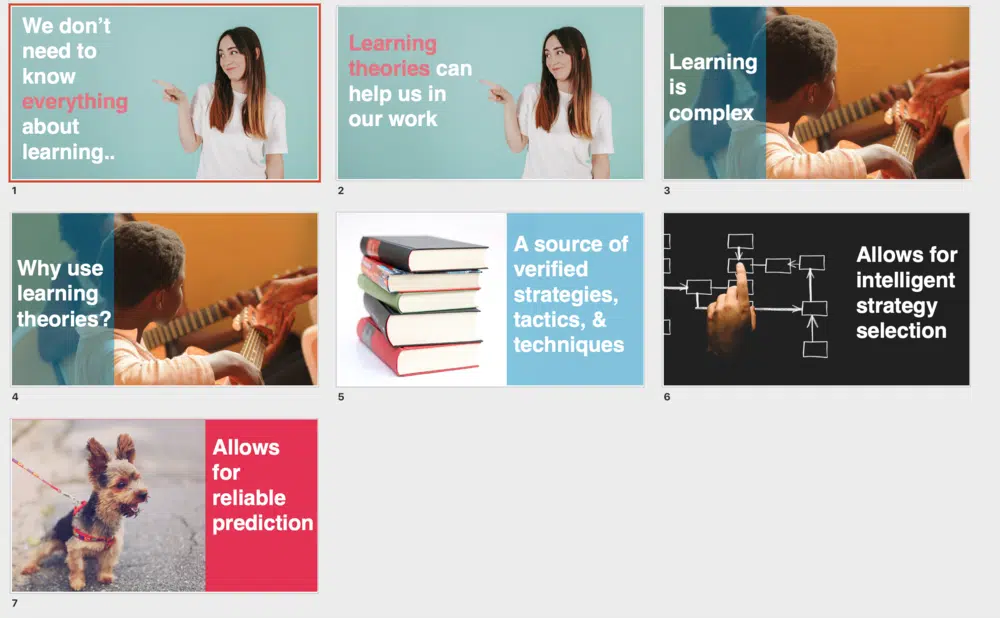 We don't
need to
know
everything
about
learning..
1
Learning
theories can
help us in
our work
2
Learning
is
complex
3
Why use
learning
theories?
4
A source of
verified
strategies,
tactics, &
techniques
5
Allows for
intelligent
strategy
selection
6
Allows
for
reliable
prediction
7